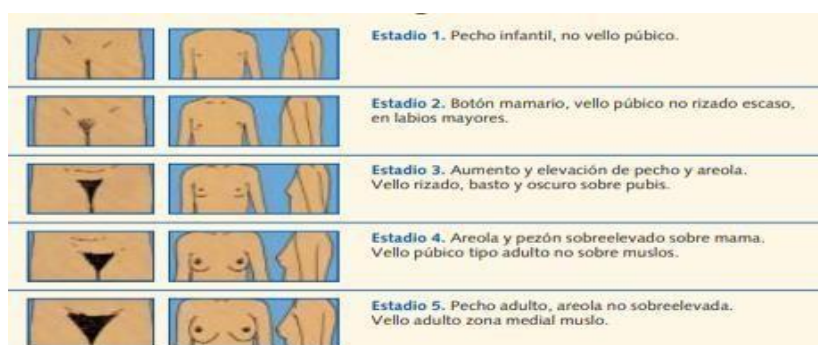 Estadio 1. Pecho infantil, no vello púbico.
Estadio 2. Botón mamario, vello púbico no rizado escaso,
en labios mayores.
Estadio 3. Aumento y elevación de pecho y areola.
Vello rizado, basto y oscuro sobre pubis.
Estadio 4. Areola y pezón sobreelevado sobre mama.
Vello púbico tipo adulto no sobre muslos.
Estadio 5. Pecho adulto, areola no sobreelevada.
Vello adulto zona medial muslo.